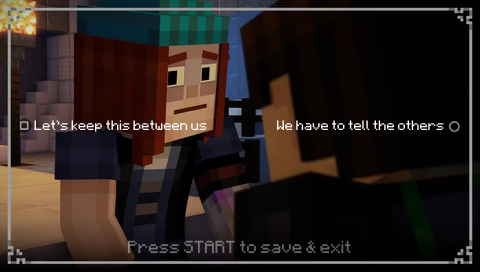 Let's keep this between us
We have to tell the others
Press START to save & exit